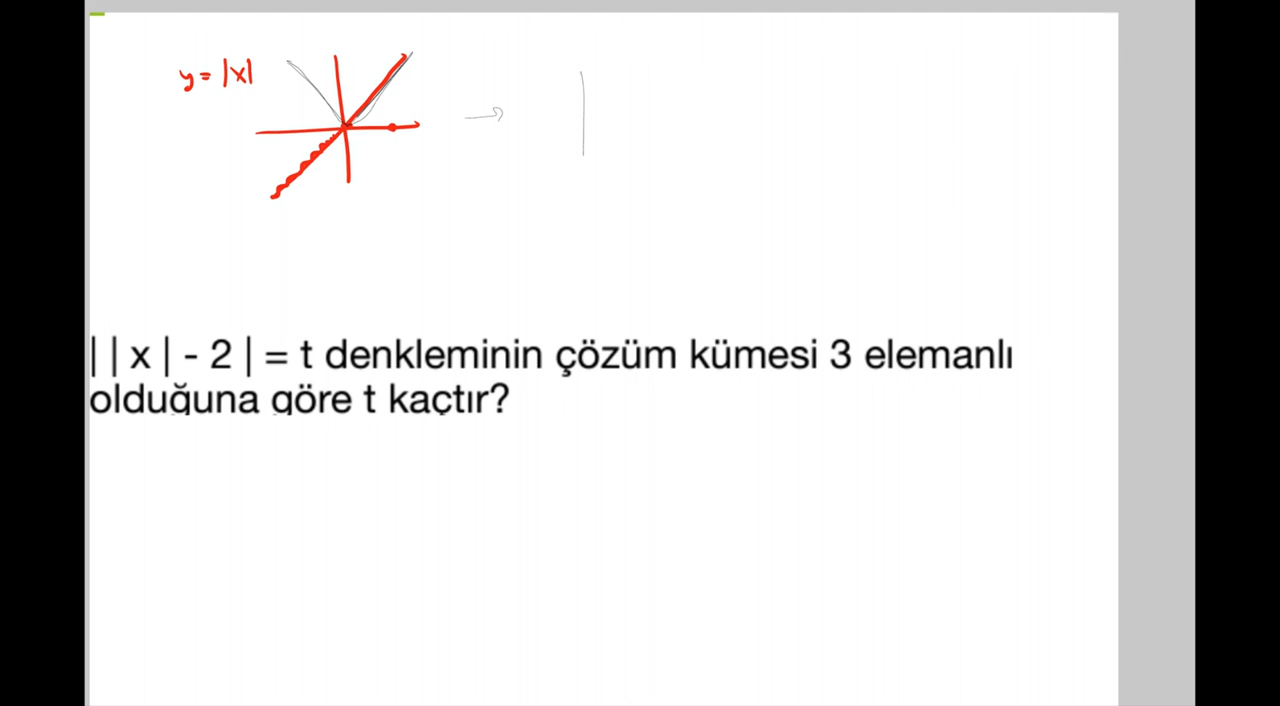 y = |x|
| | x | - 2 | = t denkleminin çözüm kümesi 3 elemanlı
olduğuna göre t kaçtır?